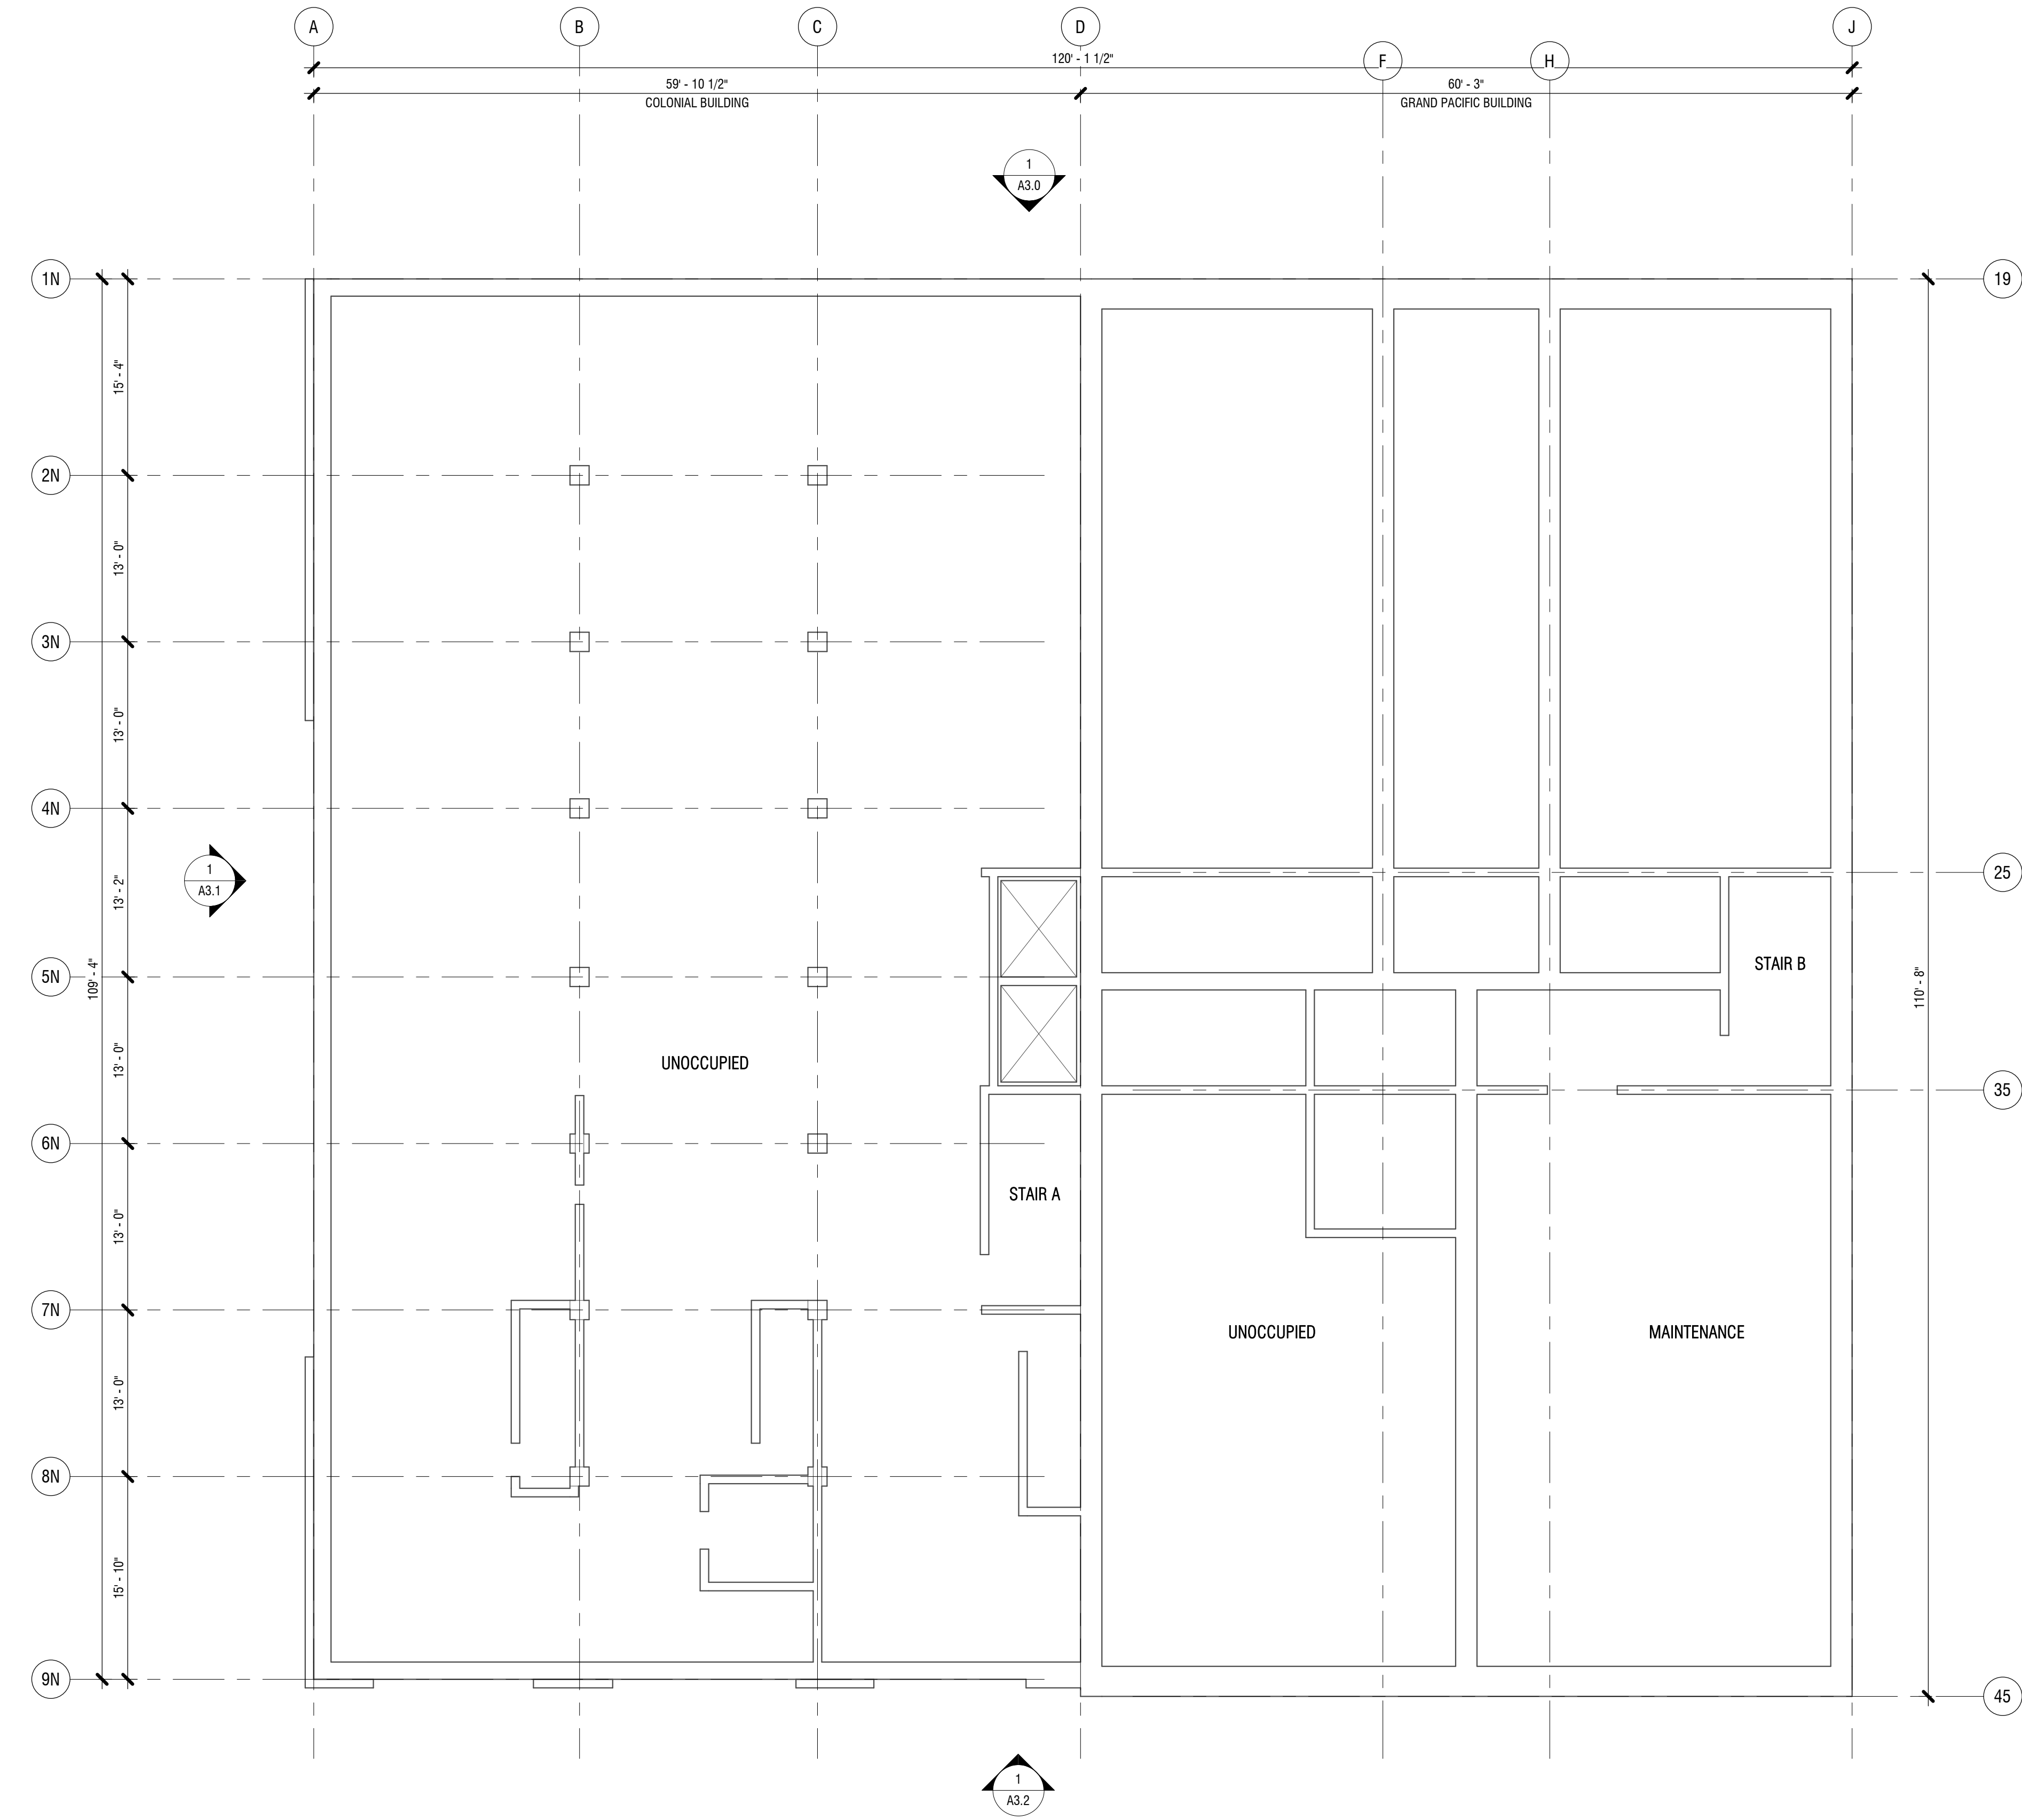 A
B
C
D
F
H
J
120' - 1 1/2"
59' - 10 1/2"
60' - 3"
COLONIAL BUILDING
GRAND PACIFIC BUILDING
1
A3.0
1N
19
15' - 4"
2N
13' - 0"
3N
13' - 0"
4N
1
A3.1
13' - 2"
25
109' - 4"
5N
STAIR B
110' - 8"
13' - 0"
UNOCCUPIED
35
6N
STAIR A
13' - 0"
7N
UNOCCUPIED
MAINTENANCE
13' - 0"
8N
15' - 10"
9N
45
1
A3.2